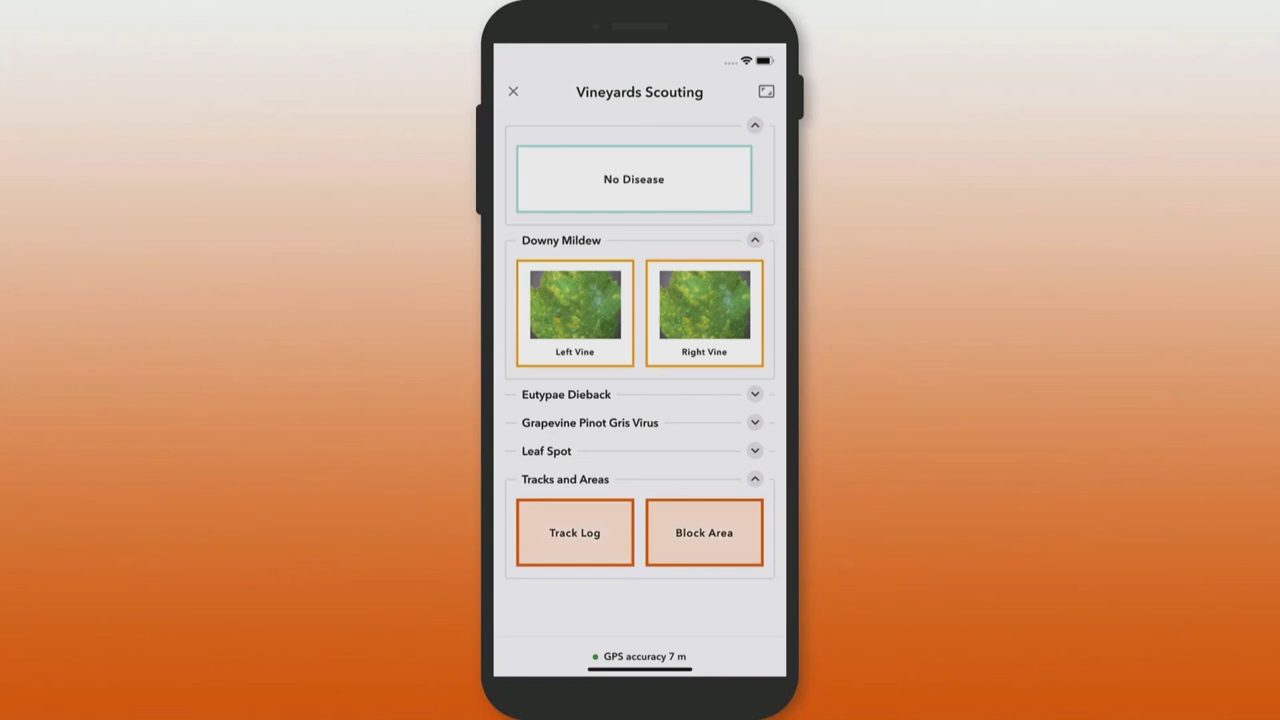 Vineyards Scouting
No Disease
Downy Mildew
Left Vine
Right Vine
Eutypae Dieback
Grapevine Pinot Gris Virus
Leaf Spot
Tracks and Areas
Track Log
Block Area
GPS accuracy 7 m